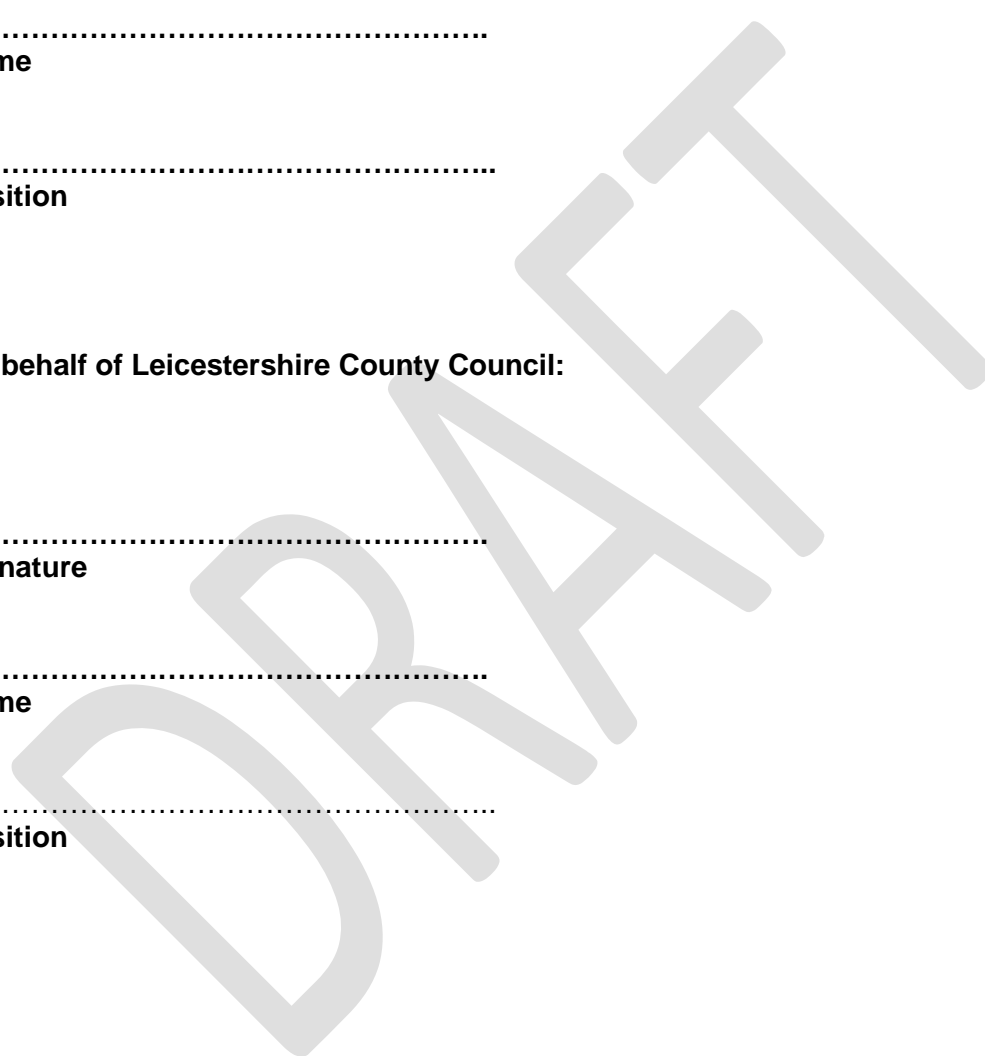 ……………………………………………..
me
……………………………………………...
sition
behalf of Leicestershire County Council:
……………………………………………..
nature
……………………………………………..
me
……………………………………………..
sition
DRAFT